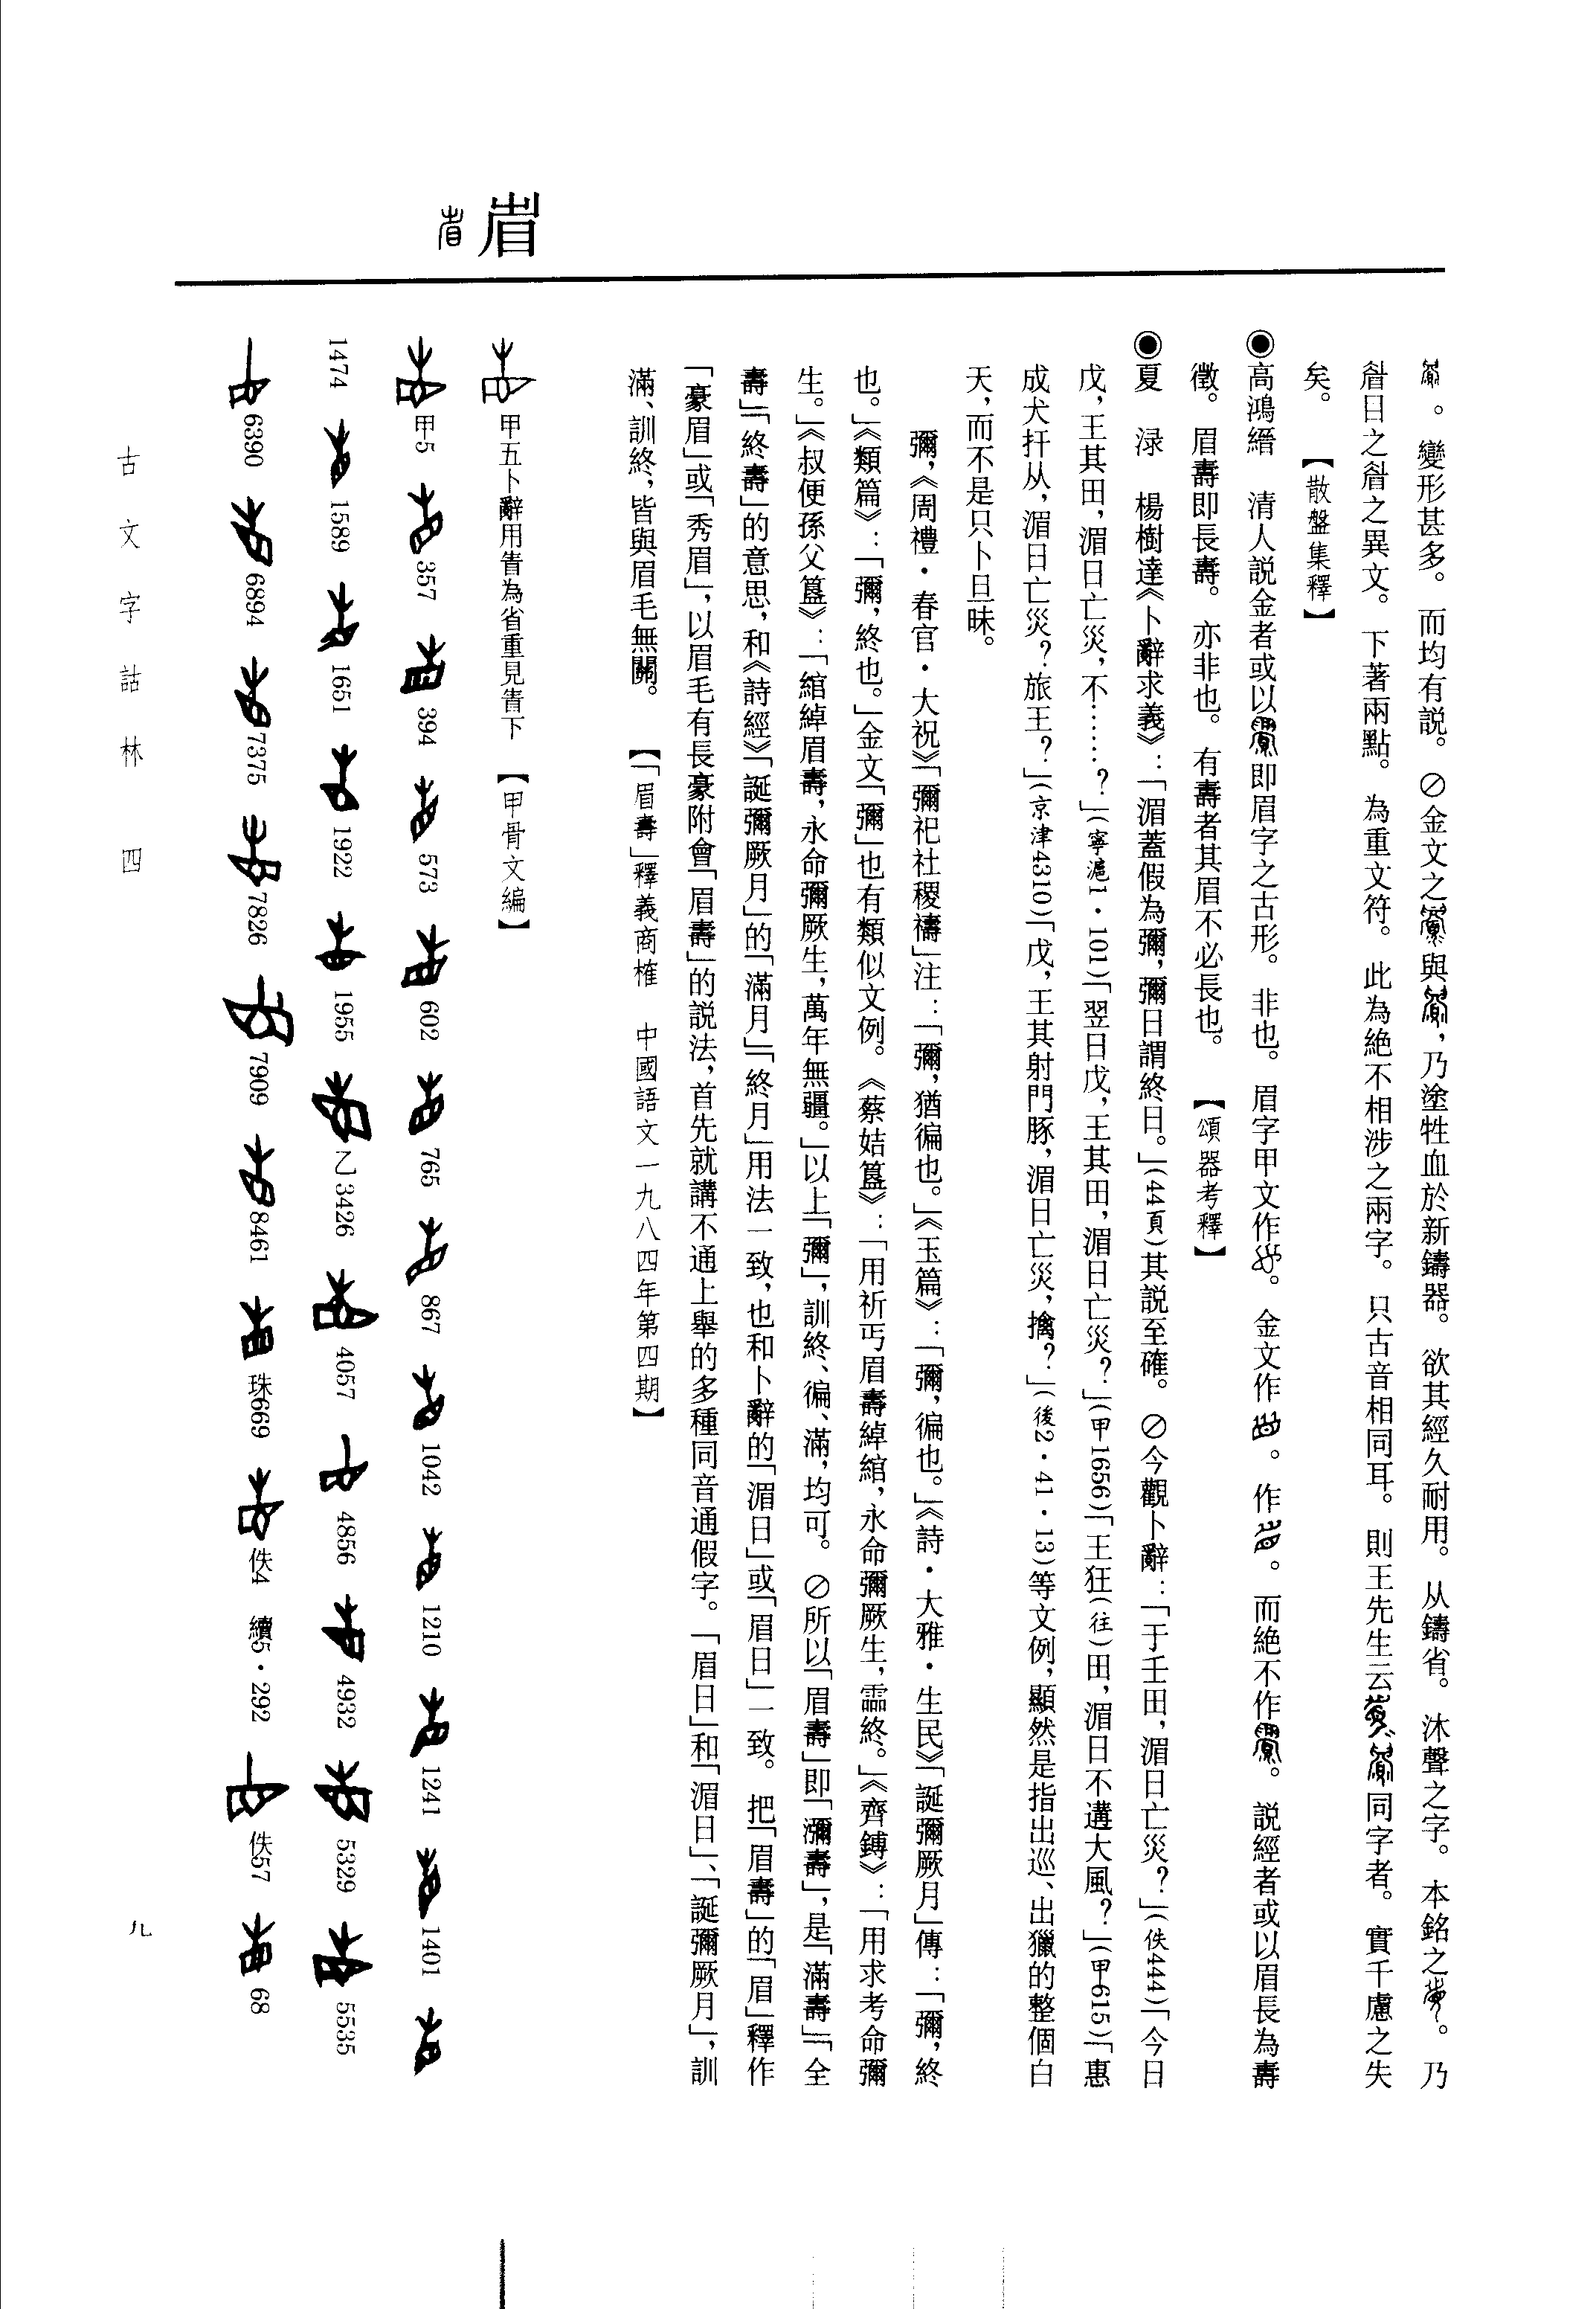 。變形甚多。而均有説。⊘金文之與，乃塗牲血於新鑄器。欲其經久耐用。从鑄省。沐聲之字。本銘之。乃
日之之異文。下著兩點。為重文符。此為絶不相涉之兩字。只古音相同耳。則王先生云同字者。實千慮之失
矣。【散盤集釋】
◉高鴻縉　清人説金者或以即眉字之古形。非也。眉字甲文作。金文作。作。而絶不作。説經者或以眉長為壽
徵。眉壽即長壽。亦非也。有壽者其眉不必長也。【頌器考釋】
◉夏　渌　楊樹達《卜辭求義》：「湄蓋假為彌，彌日謂終日。」（44頁）其説至確。⊘今觀卜辭：「于壬田，湄日亡災？」（佚444）「今日
戊，王其田，湄日亡災，不……？」（寧滬1·101）「翌日戊，王其田，湄日亡災？」（甲1656）「王狂（往）田，湄日不遘大風？」（甲615）「惠
成犬扞从，湄日亡災？旅王？」（京津4310）「戊，王其射門豚，湄日亡災，擒？」（後2·41·13）等文例，顯然是指出巡、出獵的整個白
天，而不是只卜旦昧。
彌，《周禮·春官·大祝》「彌祀社稷禱」注：「彌，猶徧也。」《玉篇》：「彌，徧也。」《詩·大雅·生民》「誕彌厥月」傳：「彌，終
也。」《類篇》：「彌，終也。」金文「彌」也有類似文例。《蔡姞簋》：「用祈丐眉壽綽綰，永命彌厥生，霝終。」《齊鎛》：「用求考命彌
生。」《叔便孫父簋》：「綰綽眉壽，永命彌厥生，萬年無疆。」以上「彌」，訓終、徧、滿，均可。⊘所以「眉壽」即「瀰壽」，是「滿壽」「全
壽」「終壽」的意思，和《詩經》「誕彌厥月」的「滿月」「終月」用法一致，也和卜辭的「湄日」或「眉日」一致。把「眉壽」的「眉」釋作
「豪眉」或「秀眉」，以眉毛有長豪附會「眉壽」的説法，首先就講不通上舉的多種同音通假字。「眉日」和「湄日」、「誕彌厥月」，訓
滿、訓終，皆與眉毛無關。【「眉壽」釋義商榷　中國語文一九八四年第四期】
省
甲五卜辭用眚為省重見眚下【甲骨文編】
甲5　357　394　573　602　765　867　1042　1210　1241　1401
1474　1589　1651　1922　1955　乙3426　4057　4856　4932　5329　5535
6390　6894　7375　7826　7909　8461　珠669　佚4　續5·292　佚57　68
古文字詁林　四
九